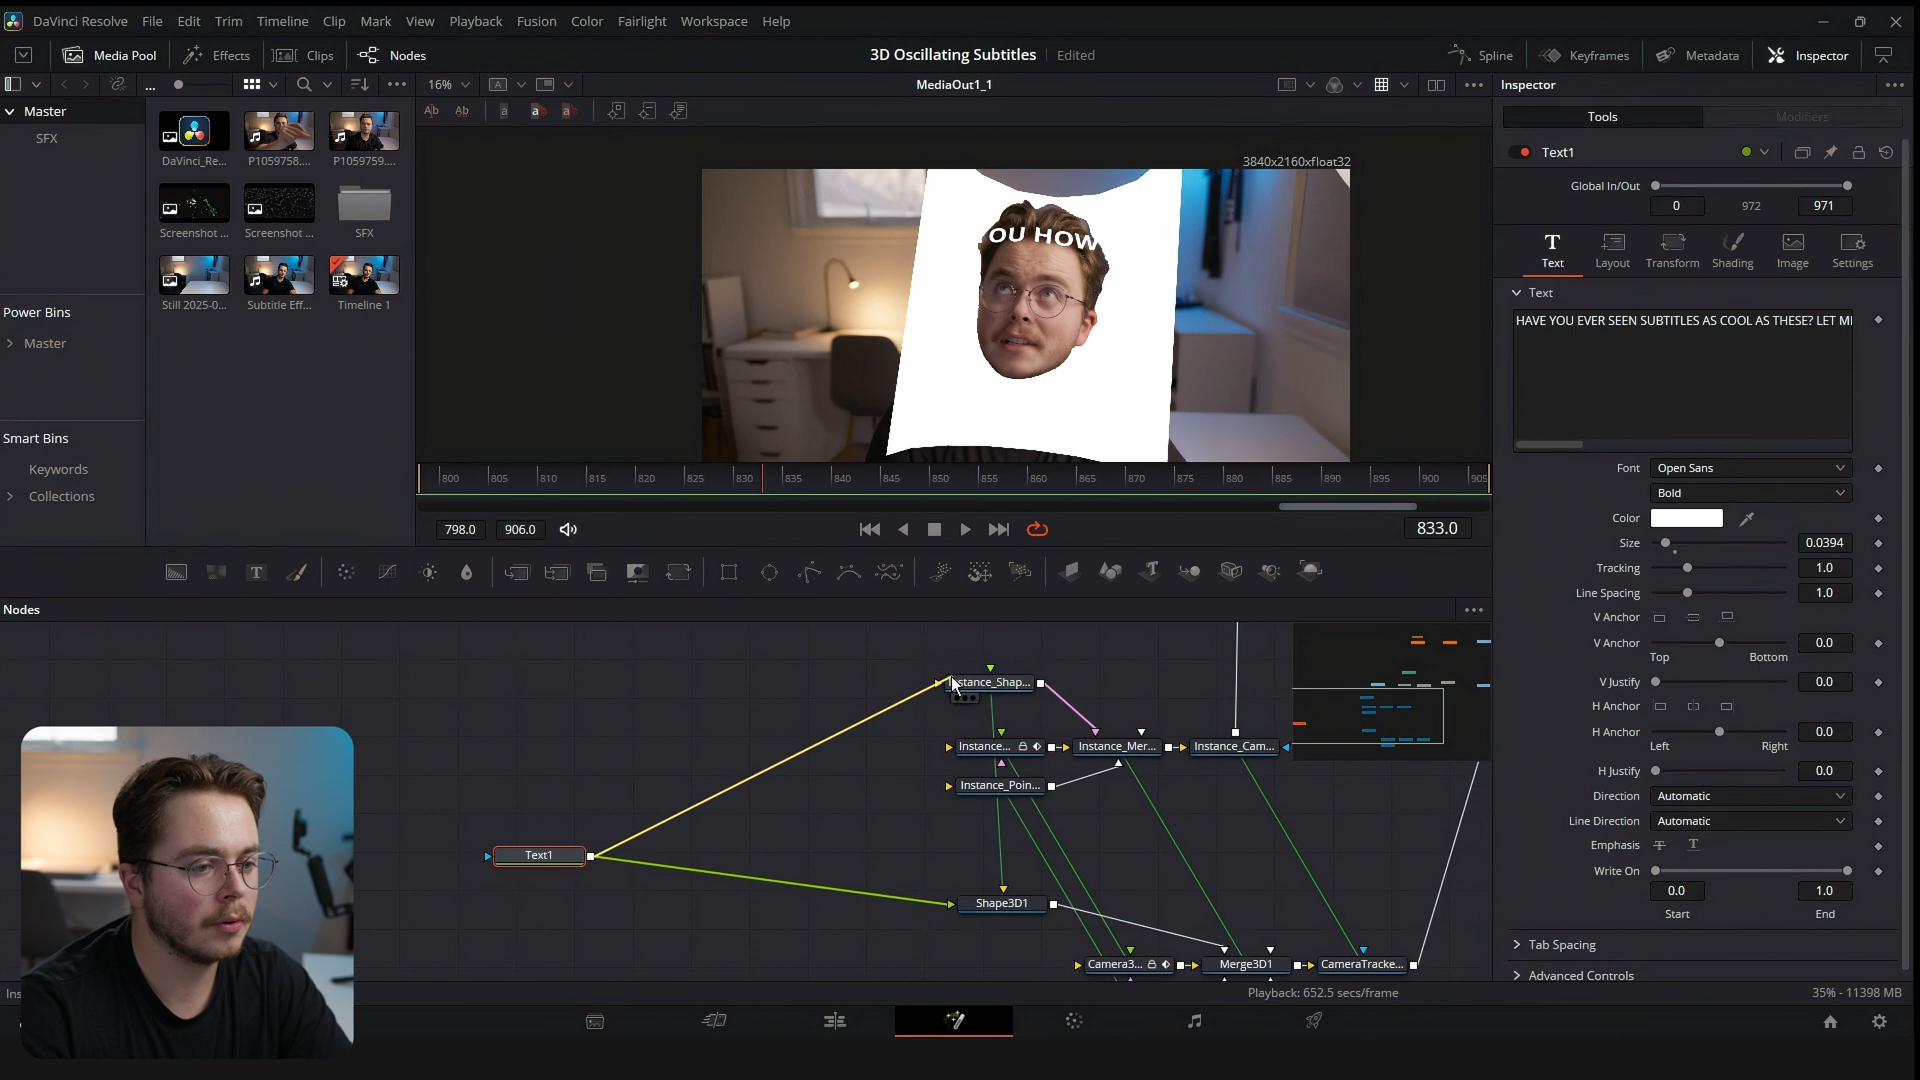 DaVinci Resolve File Edit Trim Timeline Clip Mark View Playback Fusion Color Fairlight Workspace Help
Media Pool Effects Clips Nodes 3D Oscillating Subtitles Edited Spline Keyframes Metadata Inspector
... 16% MediaOut1_1 Inspector
Master
SFX
DaVinci_Re... P1059758.... P1059759....
Screenshot ... Screenshot ... SFX
Still 2025-0... Subtitle Eff... Timeline 1
Power Bins
Master
Smart Bins
Keywords
Collections
3840x2160xfloat32
OU HOW
800 805 810 815 820 825 830 835 840 845 850 855 860 865 870 875 880 885 890 895 900 905
798.0 906.0 833.0
Tools Modifiers
Text1
Global In/Out
0 972 971
Text Layout Transform Shading Image Settings
Text
HAVE YOU EVER SEEN SUBTITLES AS COOL AS THESE? LET M
Font Open Sans
Bold
Color
Size 0.0394
Tracking 1.0
Line Spacing 1.0
V Anchor
V Anchor 0.0
Top Bottom
V Justify 0.0
H Anchor
H Anchor 0.0
Left Right
H Justify 0.0
Direction Automatic
Line Direction Automatic
Emphasis
Write On
0.0 1.0
Start End
Tab Spacing
Advanced Controls
Nodes
Instance_Shap...
Instance... Instance_Mer... Instance_Cam...
Instance_Poin...
Text1
Shape3D1
Camera3... Merge3D1 CameraTracke...
Ins
Playback: 652.5 secs/frame 35% - 11398 MB